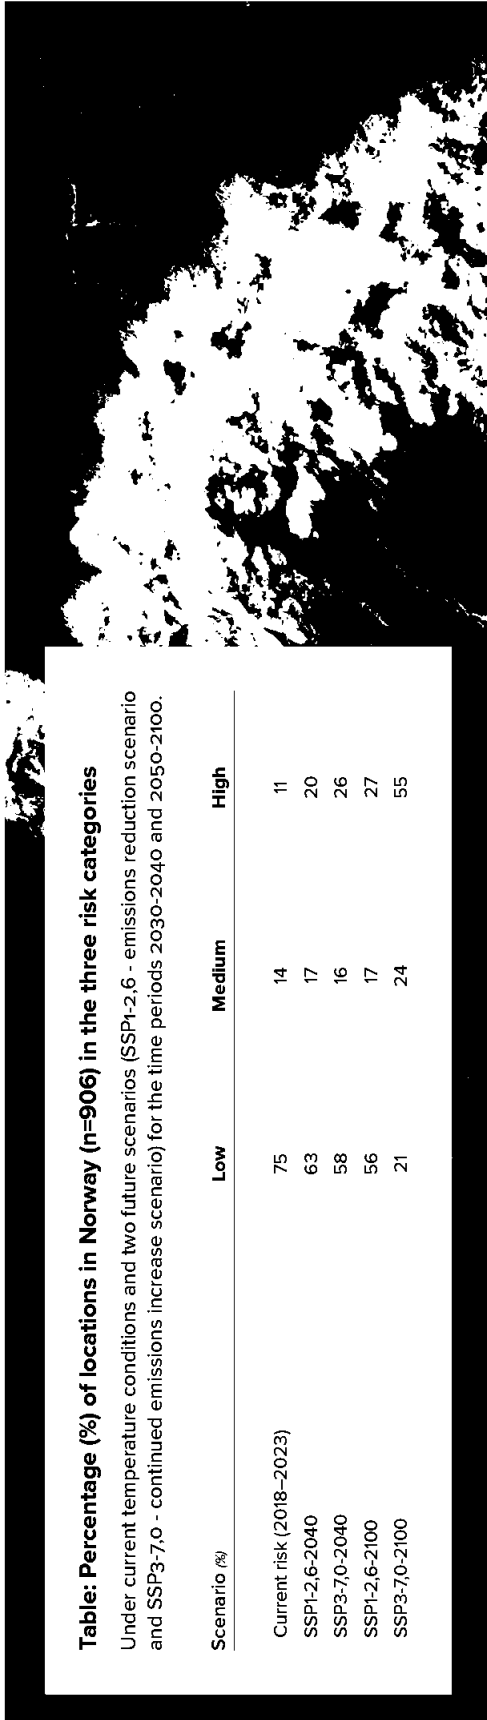 Table: Percentage (%) of locations in Norway (n=906) in the three risk categories
Under current temperature conditions and two future scenarios (SSP1-2,6 - emissions reduction scenario
and SSP3-7,0 - continued emissions increase scenario) for the time periods 2030-2040 and 2050-2100.
Scenario (%) Low Medium High
Current risk (2018–2023) 75 14 11
SSP1-2,6-2040 63 17 20
SSP3-7,0-2040 58 16 26
SSP1-2,6-2100 56 17 27
SSP3-7,0-2100 21 24 55